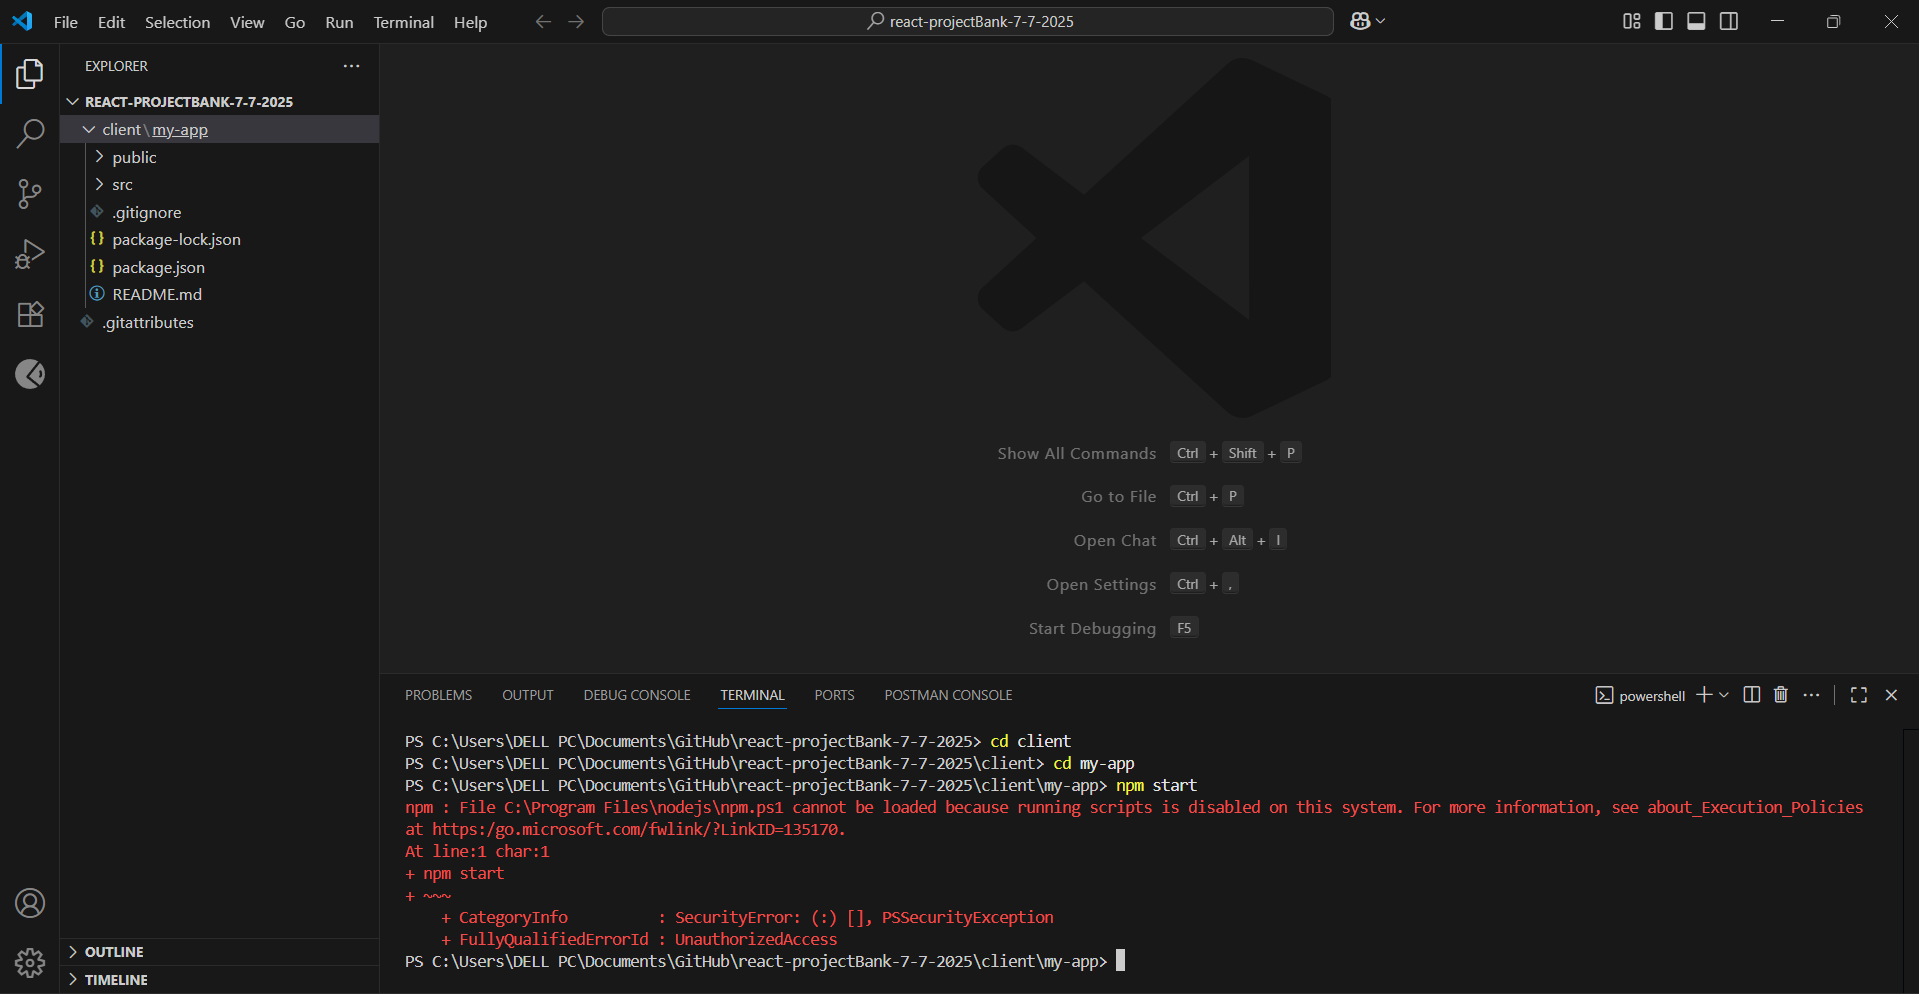 File Edit Selection View Go Run Terminal Help
react-projectBank-7-7-2025
EXPLORER
REACT-PROJECTBANK-7-7-2025
client\my-app
public
src
.gitignore
package-lock.json
package.json
README.md
.gitattributes
OUTLINE
TIMELINE
Show All Commands Ctrl + Shift + P
Go to File Ctrl + P
Open Chat Ctrl + Alt + I
Open Settings Ctrl + ,
Start Debugging F5
PROBLEMS OUTPUT DEBUG CONSOLE TERMINAL PORTS POSTMAN CONSOLE
powershell
PS C:\Users\DELL PC\Documents\GitHub\react-projectBank-7-7-2025> cd client
PS C:\Users\DELL PC\Documents\GitHub\react-projectBank-7-7-2025\client> cd my-app
PS C:\Users\DELL PC\Documents\GitHub\react-projectBank-7-7-2025\client\my-app> npm start
npm : File C:\Program Files\nodejs\npm.ps1 cannot be loaded because running scripts is disabled on this system. For more information, see about_Execution_Policies
at https:/go.microsoft.com/fwlink/?LinkID=135170.
At line:1 char:1
+ npm start
+ ~~~
+ CategoryInfo : SecurityError: (:) [], PSSecurityException
+ FullyQualifiedErrorId : UnauthorizedAccess
PS C:\Users\DELL PC\Documents\GitHub\react-projectBank-7-7-2025\client\my-app>